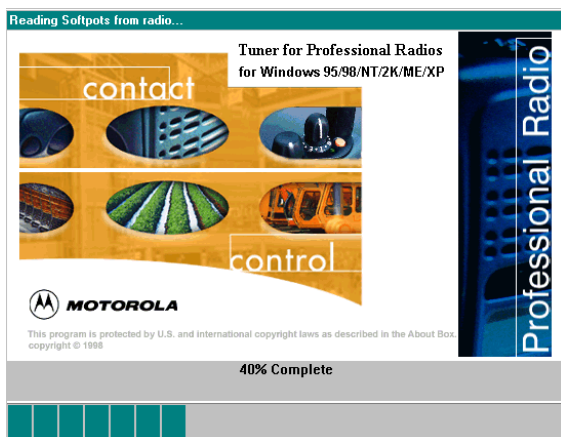 Reading Softpots from radio...
Tuner for Professional Radios
for Windows 95/98/NT/2K/ME/XP
contact
control
Professional Radio
MOTOROLA
This program is protected by U.S. and international copyright laws as described in the About Box.
copyright © 1998
40% Complete